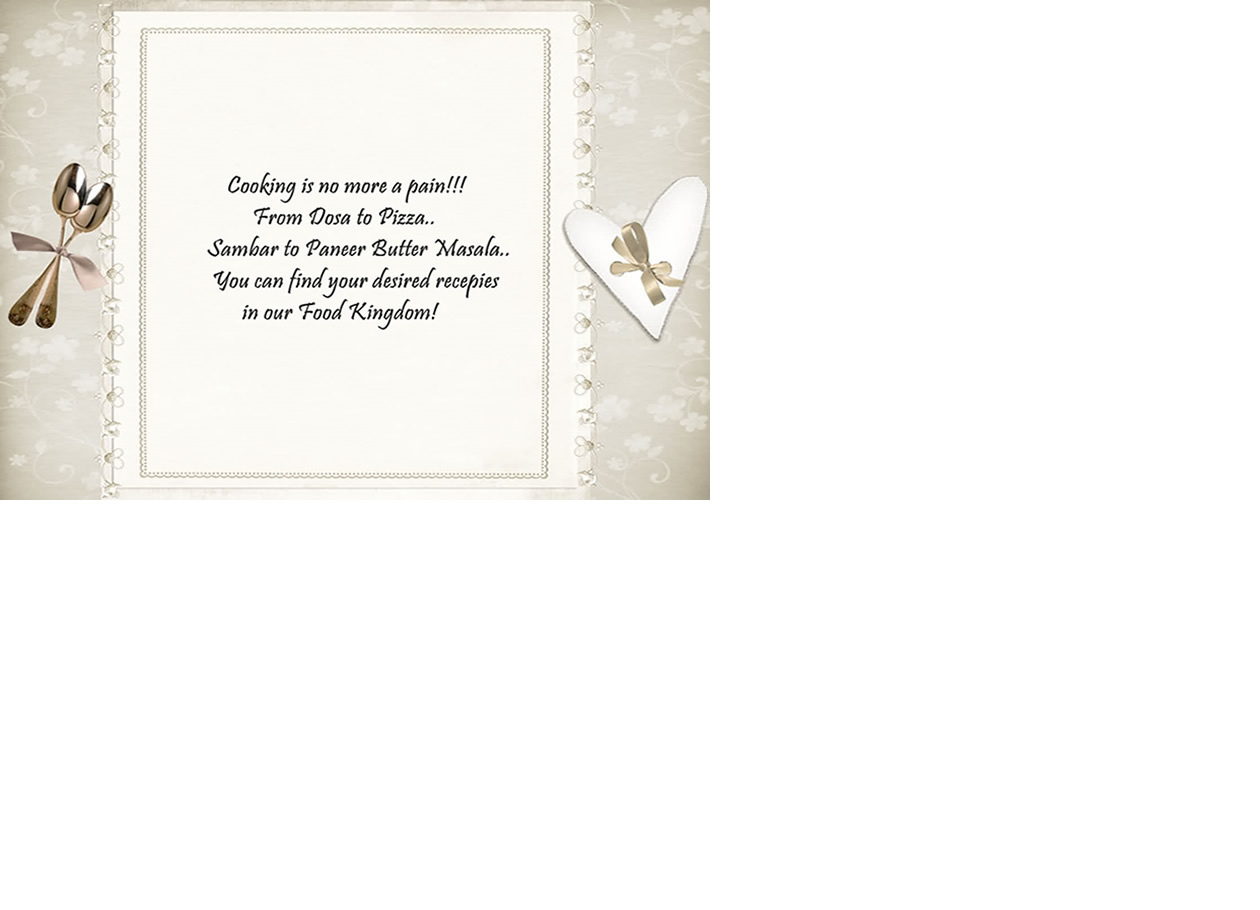 Cooking is no more a pain!!!
From Dosa to Pizza..
Sambar to Paneer Butter Masala..
You can find your desired recepies
in our Food Kingdom!